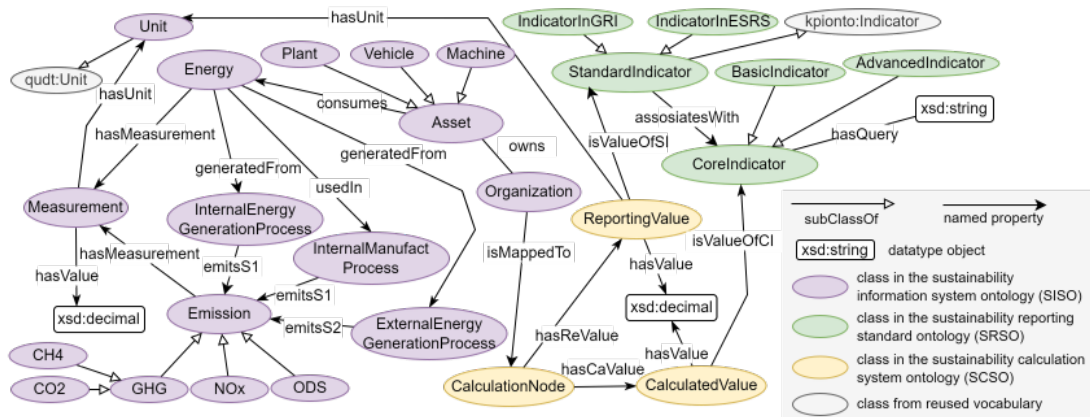 hasUnit
IndicatorInGRI
IndicatorInESRS
kpionto:Indicator
Unit
Plant
Vehicle
Machine
StandardIndicator
BasicIndicator
AdvancedIndicator
qudt:Unit
Energy
hasUnit
consumes
Asset
assosiatesWith
xsd:string
hasQuery
hasMeasurement
generatedFrom
owns
isValueOfSI
CoreIndicator
generatedFrom
usedIn
Organization
Measurement
InternalEnergy
GenerationProcess
ReportingValue
subClassOf
named property
hasMeasurement
InternalManufact
Process
isMappedTo
isValueOfCI
xsd:string
datatype object
hasValue
emitsS1
hasValue
class in the sustainability
information system ontology (SISO)
emitsS1
xsd:decimal
Emission
emitsS2
ExternalEnergy
GenerationProcess
xsd:decimal
class in the sustainability reporting
standard ontology (SRSO)
hasReValue
hasValue
CH4
CO2
GHG
NOx
ODS
CalculationNode
hasCaValue
CalculatedValue
class in the sustainability calculation
system ontology (SCSO)
class from reused vocabulary